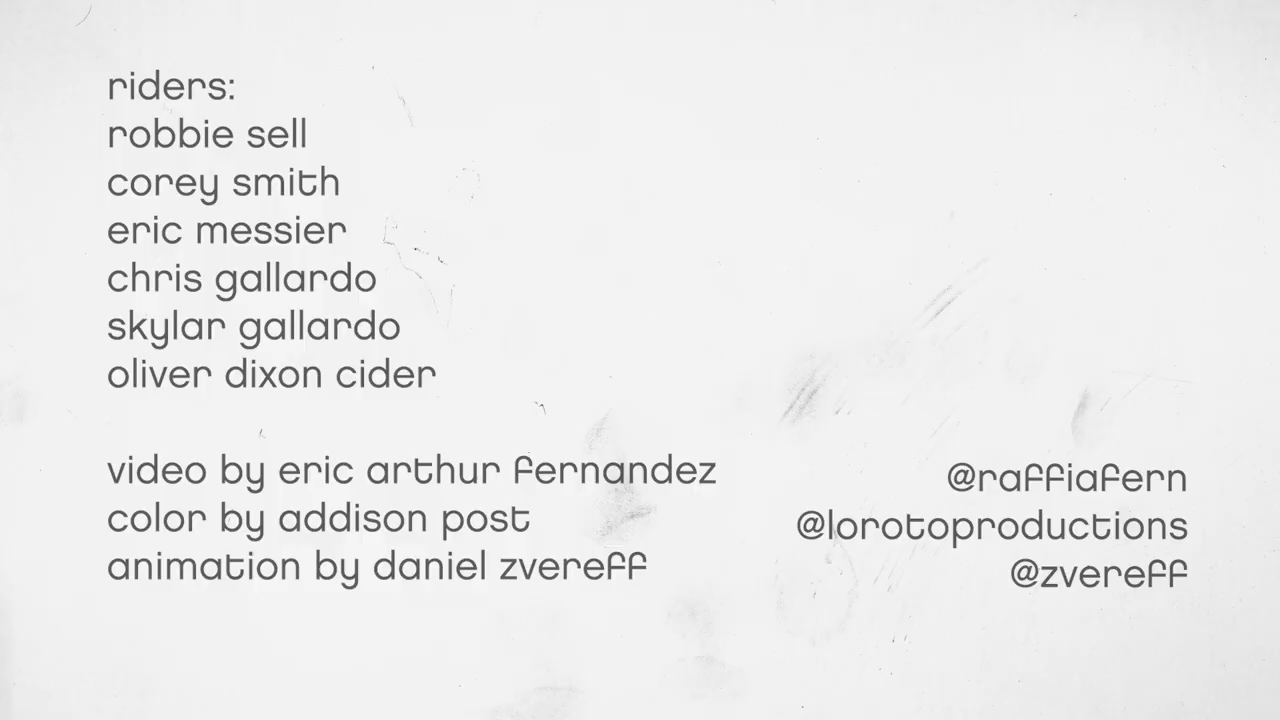 riders:
robbie sell
corey smith
eric messier
chris gallardo
skylar gallardo
oliver dixon cider
video by eric arthur fernandez
color by addison post
animation by daniel zvereff
@raffiafern
@lorotoproductions
@zvereff